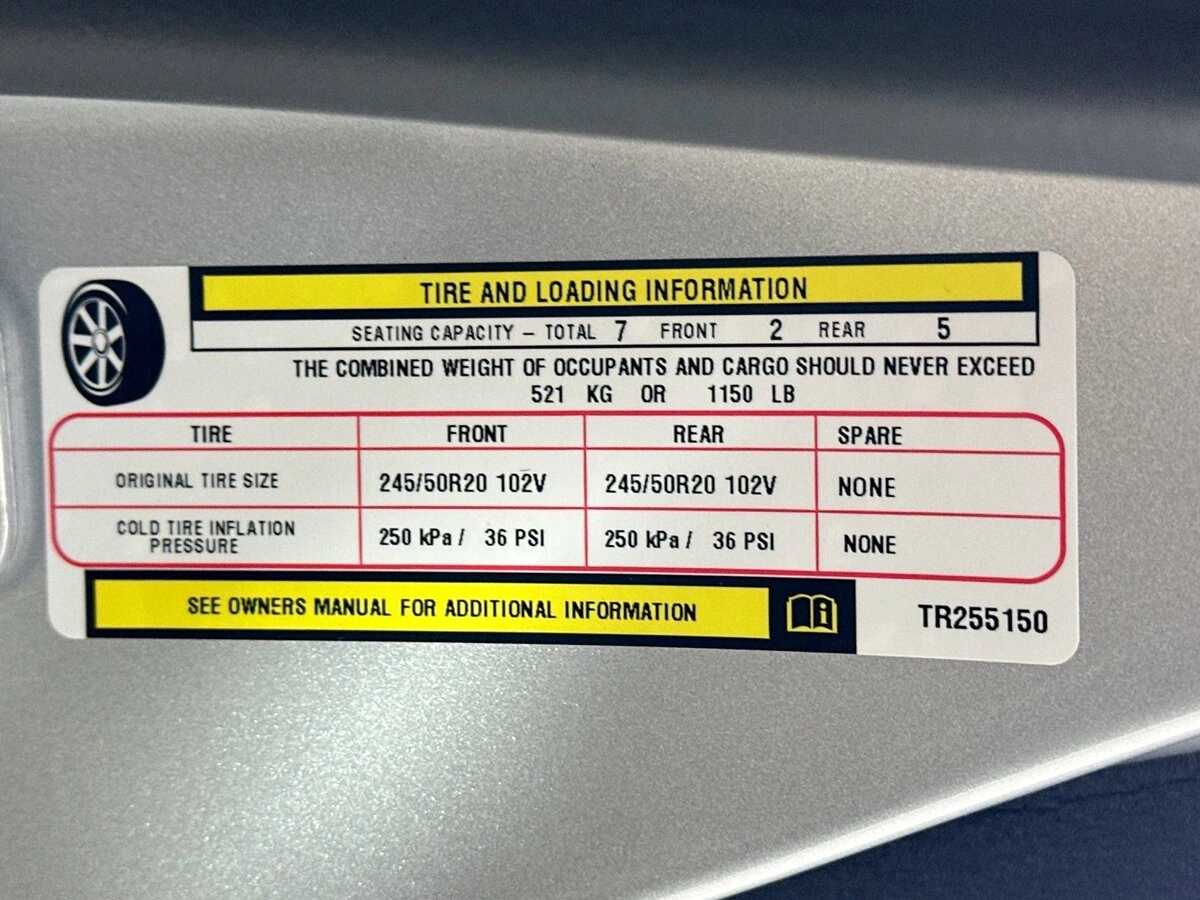 TIRE AND LOADING INFORMATION
SEATING CAPACITY – TOTAL 7 FRONT 2 REAR 5
THE COMBINED WEIGHT OF OCCUPANTS AND CARGO SHOULD NEVER EXCEED
521 KG OR 1150 LB
TIRE FRONT REAR SPARE
ORIGINAL TIRE SIZE 245/50R20 102V 245/50R20 102V NONE
COLD TIRE INFLATION
PRESSURE 250 kPa / 36 PSI 250 kPa / 36 PSI NONE
SEE OWNERS MANUAL FOR ADDITIONAL INFORMATION
TR255150